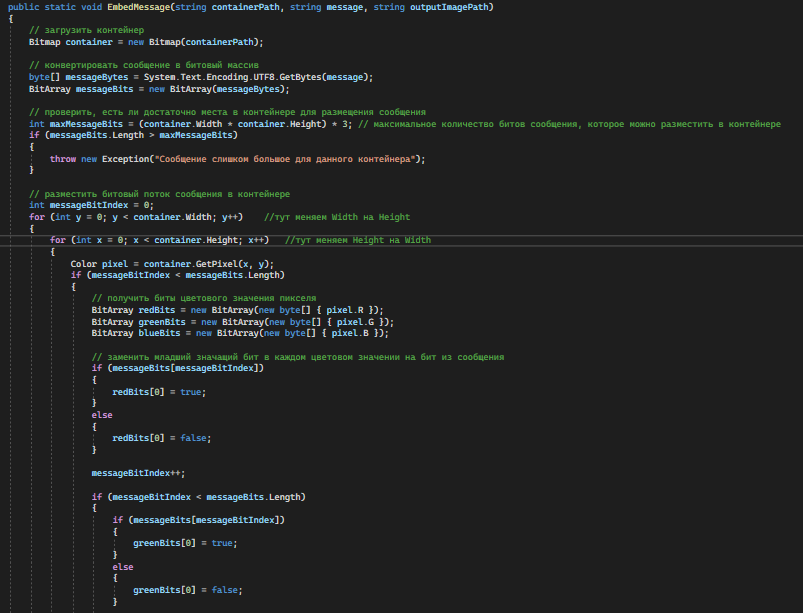 public static void EmbedMessage(string containerPath, string message, string outputImagePath)
{
// загрузить контейнер
Bitmap container = new Bitmap(containerPath);
// конвертировать сообщение в битовый массив
byte[] messageBytes = System.Text.Encoding.UTF8.GetBytes(message);
BitArray messageBits = new BitArray(messageBytes);
// проверить, есть ли достаточно места в контейнере для размещения сообщения
int maxMessageBits = (container.Width * container.Height) * 3; // максимальное количество битов сообщения, которое можно разместить в контейнере
if (messageBits.Length > maxMessageBits)
{
throw new Exception("Сообщение слишком большое для данного контейнера");
}
// разместить битовый поток сообщения в контейнере
int messageBitIndex = 0;
for (int y = 0; y < container.Width; y++) //тут меняем Width на Height
{
for (int x = 0; x < container.Height; x++) //тут меняем Height на Width
{
Color pixel = container.GetPixel(x, y);
if (messageBitIndex < messageBits.Length)
{
// получить биты цветового значения пикселя
BitArray redBits = new BitArray(new byte[] { pixel.R });
BitArray greenBits = new BitArray(new byte[] { pixel.G });
BitArray blueBits = new BitArray(new byte[] { pixel.B });
// заменить младший значащий бит в каждом цветовом значении на бит из сообщения
if (messageBits[messageBitIndex])
{
redBits[0] = true;
}
else
{
redBits[0] = false;
}
messageBitIndex++;
if (messageBitIndex < messageBits.Length)
{
if (messageBits[messageBitIndex])
{
greenBits[0] = true;
}
else
{
greenBits[0] = false;
}